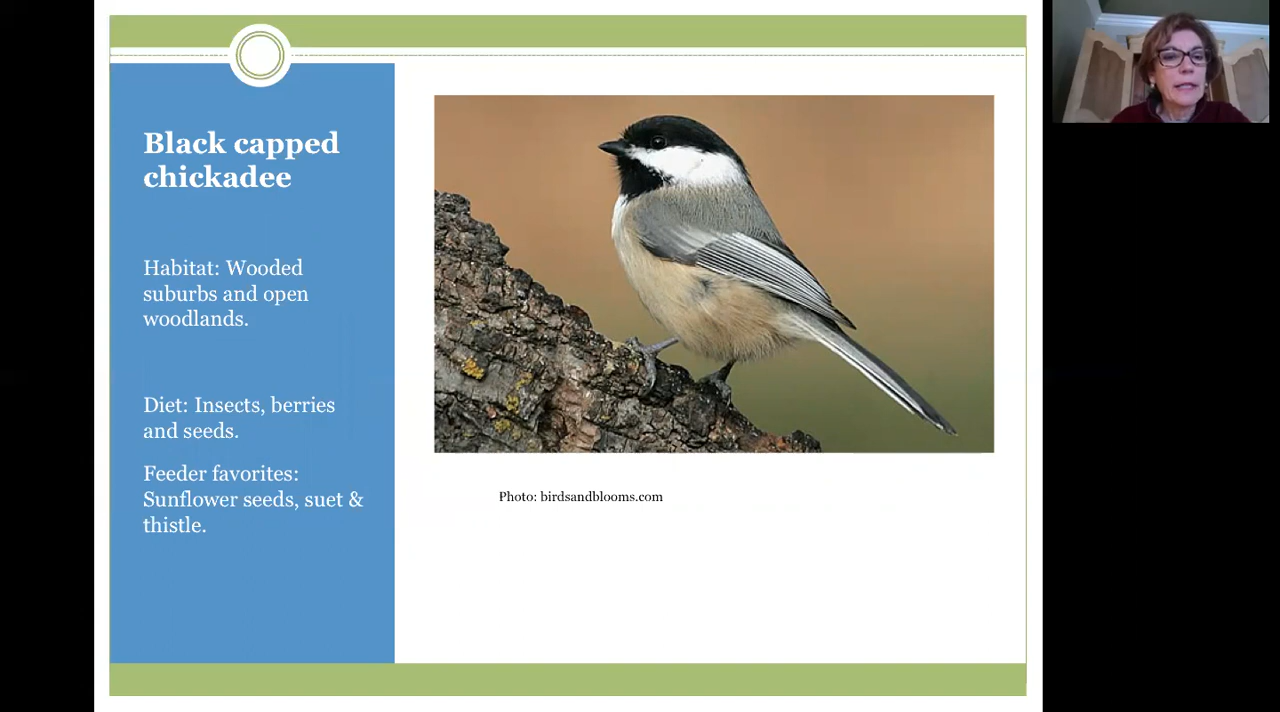 Black capped
chickadee
Habitat: Wooded
suburbs and open
woodlands.
Diet: Insects, berries
and seeds.
Feeder favorites:
Sunflower seeds, suet &
thistle.
Photo: birdsandblooms.com